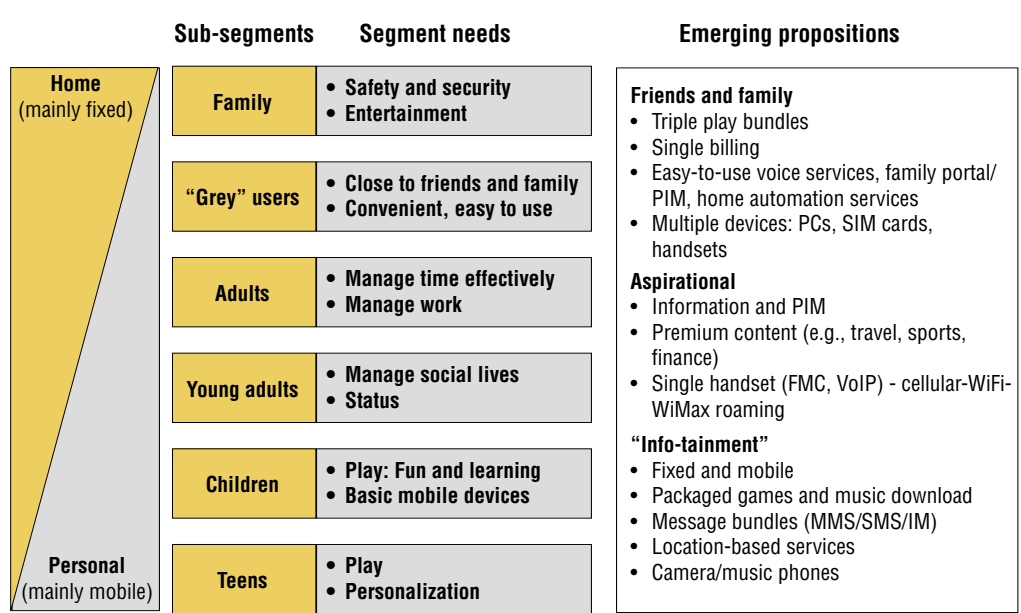 Sub-segments
Segment needs
Emerging propositions
Home
(mainly fixed)
Personal
(mainly mobile)
Family
• Safety and security
• Entertainment
“Grey” users
• Close to friends and family
• Convenient, easy to use
Adults
• Manage time effectively
• Manage work
Young adults
• Manage social lives
• Status
Children
• Play: Fun and learning
• Basic mobile devices
Teens
• Play
• Personalization
Friends and family
• Triple play bundles
• Single billing
• Easy-to-use voice services, family portal/
PIM, home automation services
• Multiple devices: PCs, SIM cards,
handsets
Aspirational
• Information and PIM
• Premium content (e.g., travel, sports,
finance)
• Single handset (FMC, VoIP) - cellular-WiFi-
WiMax roaming
“Info-tainment”
• Fixed and mobile
• Packaged games and music download
• Message bundles (MMS/SMS/IM)
• Location-based services
• Camera/music phones